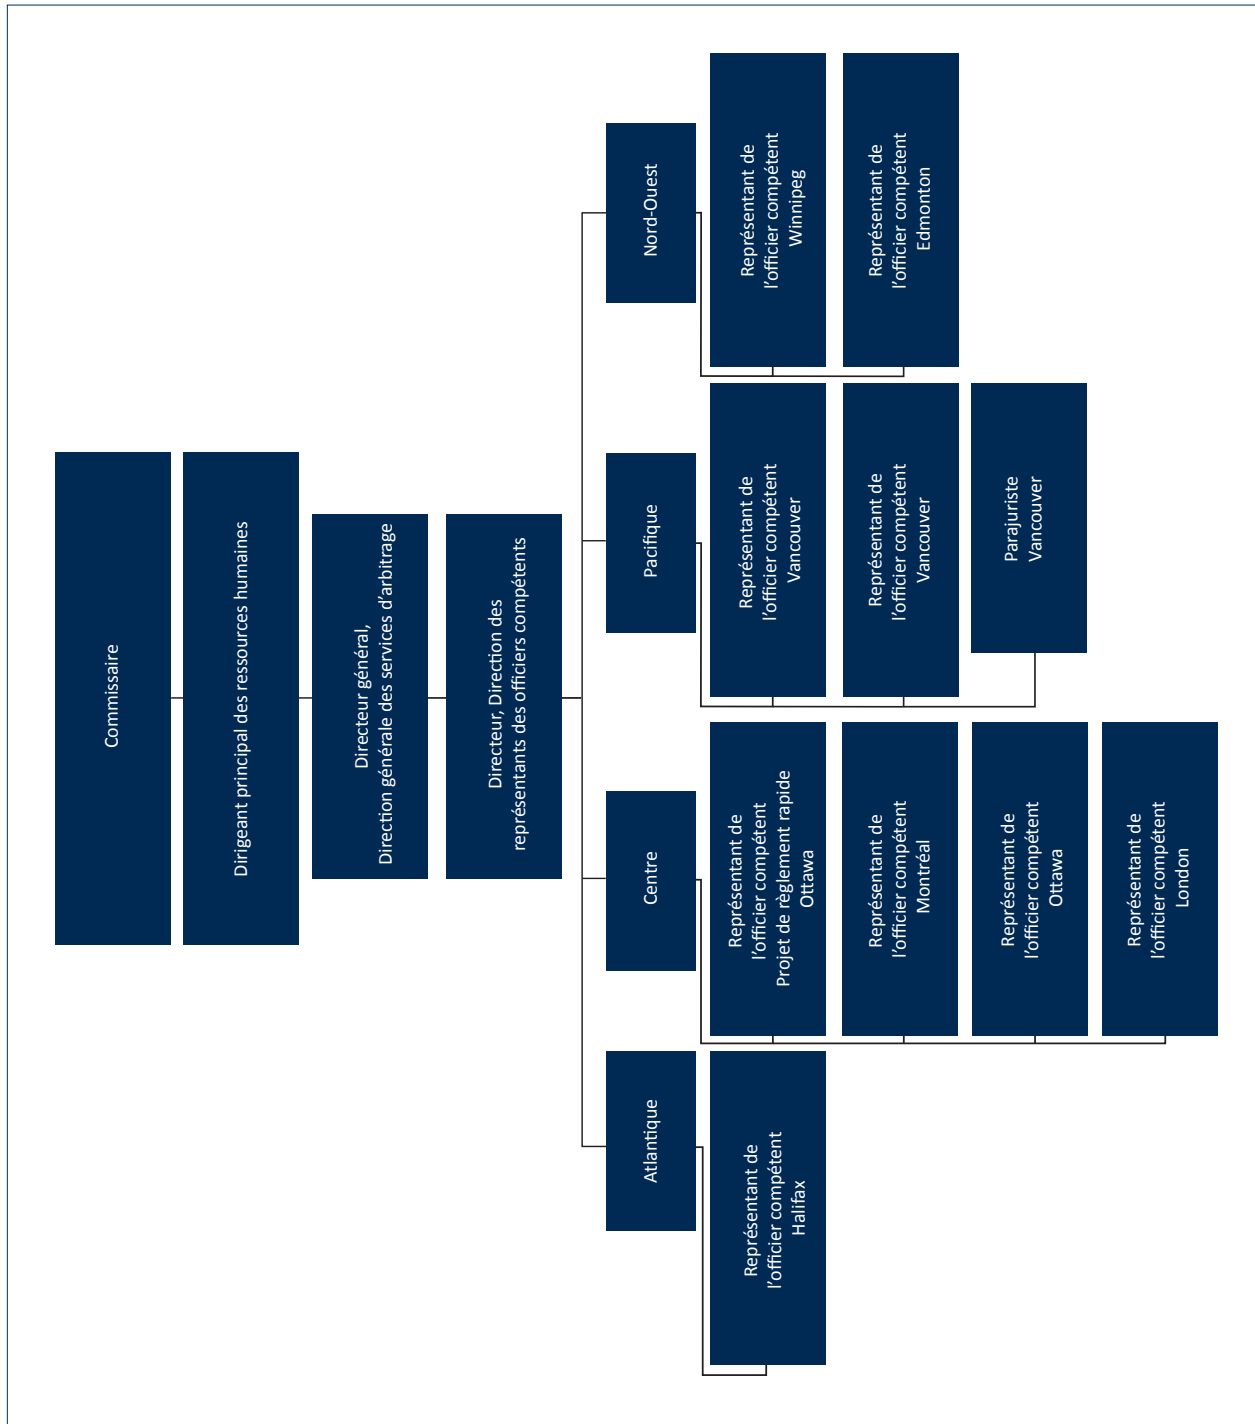 Commissaire
Dirigeant principal des ressources humaines
Directeur général,
Direction générale des services d'arbitrage
Directeur, Direction des
représentants des officiers compétents
Atlantique
Représentant de
l'officier compétent
Halifax
Centre
Représentant de
l'officier compétent
Projet de règlement rapide
Ottawa
Représentant de
l'officier compétent
Montréal
Représentant de
l'officier compétent
Ottawa
Représentant de
l'officier compétent
London
Pacifique
Représentant de
l'officier compétent
Vancouver
Représentant de
l'officier compétent
Vancouver
Parajuriste
Vancouver
Nord-Ouest
Représentant de
l'officier compétent
Winnipeg
Représentant de
l'officier compétent
Edmonton